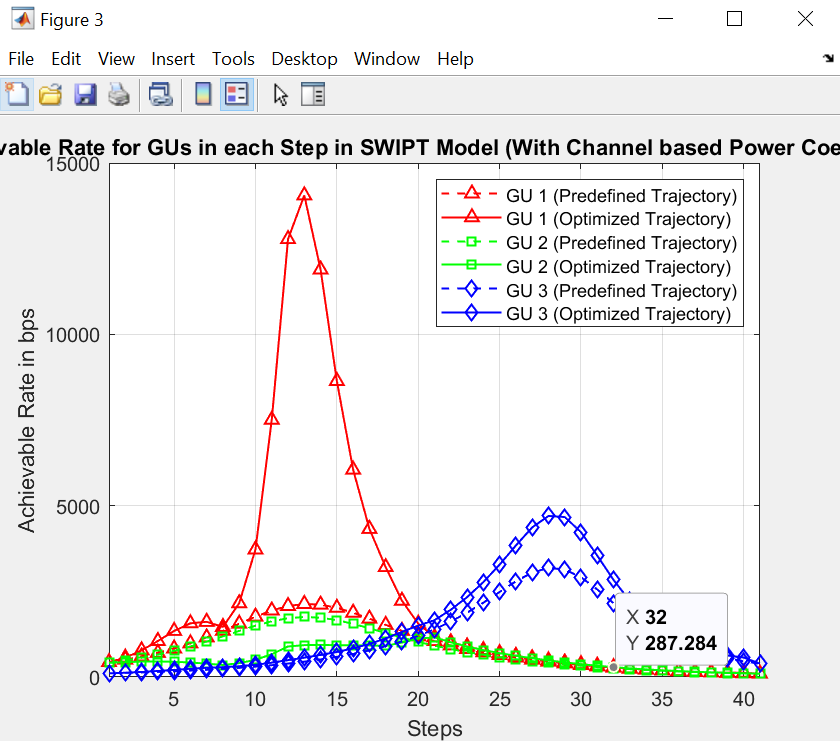 Figure 3
File Edit View Insert Tools Desktop Window Help
vable Rate for GUs in each Step in SWIPT Model (With Channel based Power Coe
15000
10000
5000
0
Achievable Rate in bps
GU 1 (Predefined Trajectory)
GU 1 (Optimized Trajectory)
GU 2 (Predefined Trajectory)
GU 2 (Optimized Trajectory)
GU 3 (Predefined Trajectory)
GU 3 (Optimized Trajectory)
X 32
Y 287.284
5 10 15 20 25 30 35 40
Steps